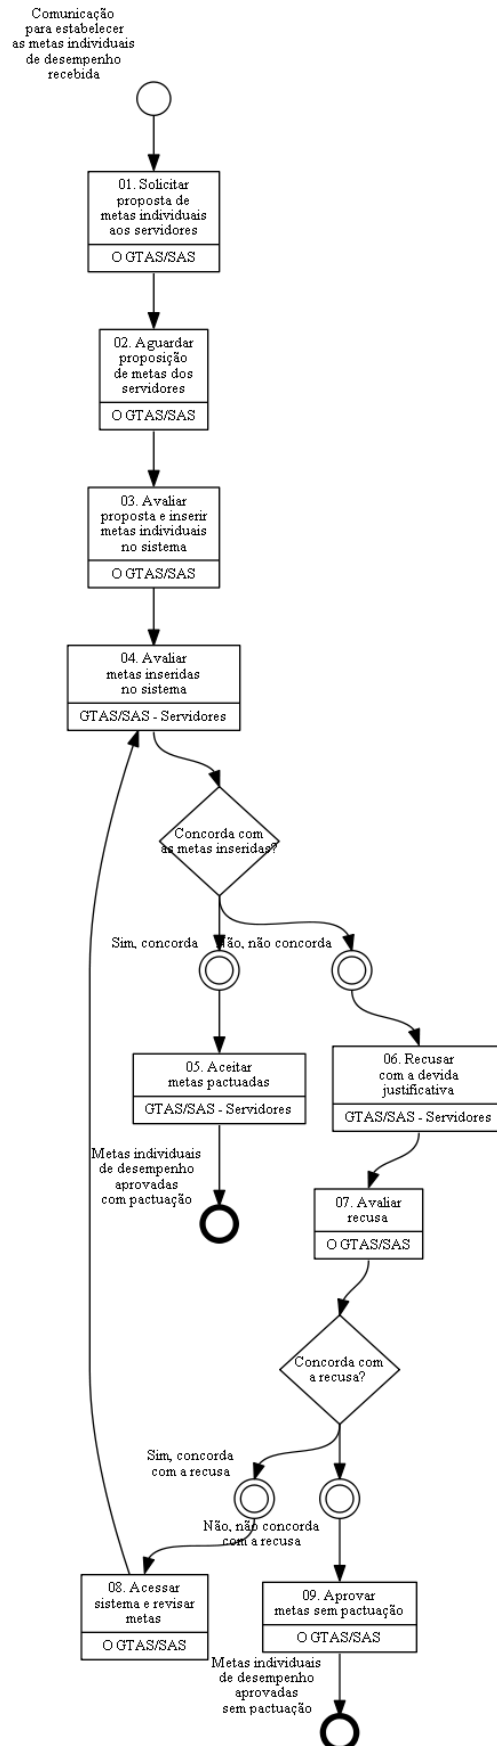 Comunicação
para estabelecer
as metas individuais
de desempenho
recebida
01. Solicitar
proposta de
metas individuais
aos servidores
O GTAS/SAS
02. Aguardar
proposição
de metas dos
servidores
O GTAS/SAS
03. Avaliar
proposta e inserir
metas individuais
no sistema
O GTAS/SAS
04. Avaliar
metas inseridas
no sistema
GTAS/SAS - Servidores
Concorda com
as metas inseridas?
Sim, concorda
Não, não concorda
05. Aceitar
metas pactuadas
GTAS/SAS - Servidores
06. Recusar
com a devida
justificativa
GTAS/SAS - Servidores
Metas individuais
de desempenho
aprovadas
com pactuação
07. Avaliar
recusa
O GTAS/SAS
Concorda com
a recusa?
Sim, concorda
com a recusa
Não, não concorda
com a recusa
08. Acessar
sistema e revisar
metas
O GTAS/SAS
09. Aprovar
metas sem pactuação
O GTAS/SAS
Metas individuais
de desempenho
aprovadas
sem pactuação